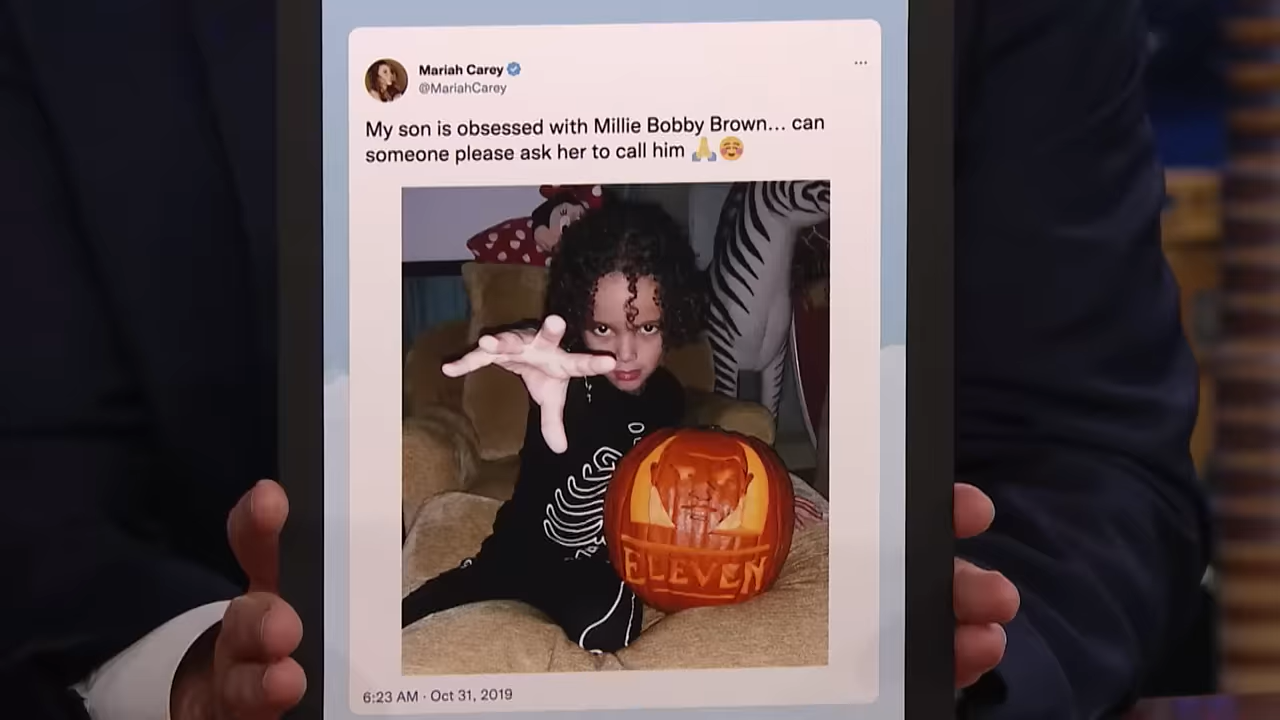 Mariah Carey
@MariahCarey
My son is obsessed with Millie Bobby Brown... can
someone please ask her to call him 🙏☺️
ELEVEN
6:23 AM · Oct 31, 2019